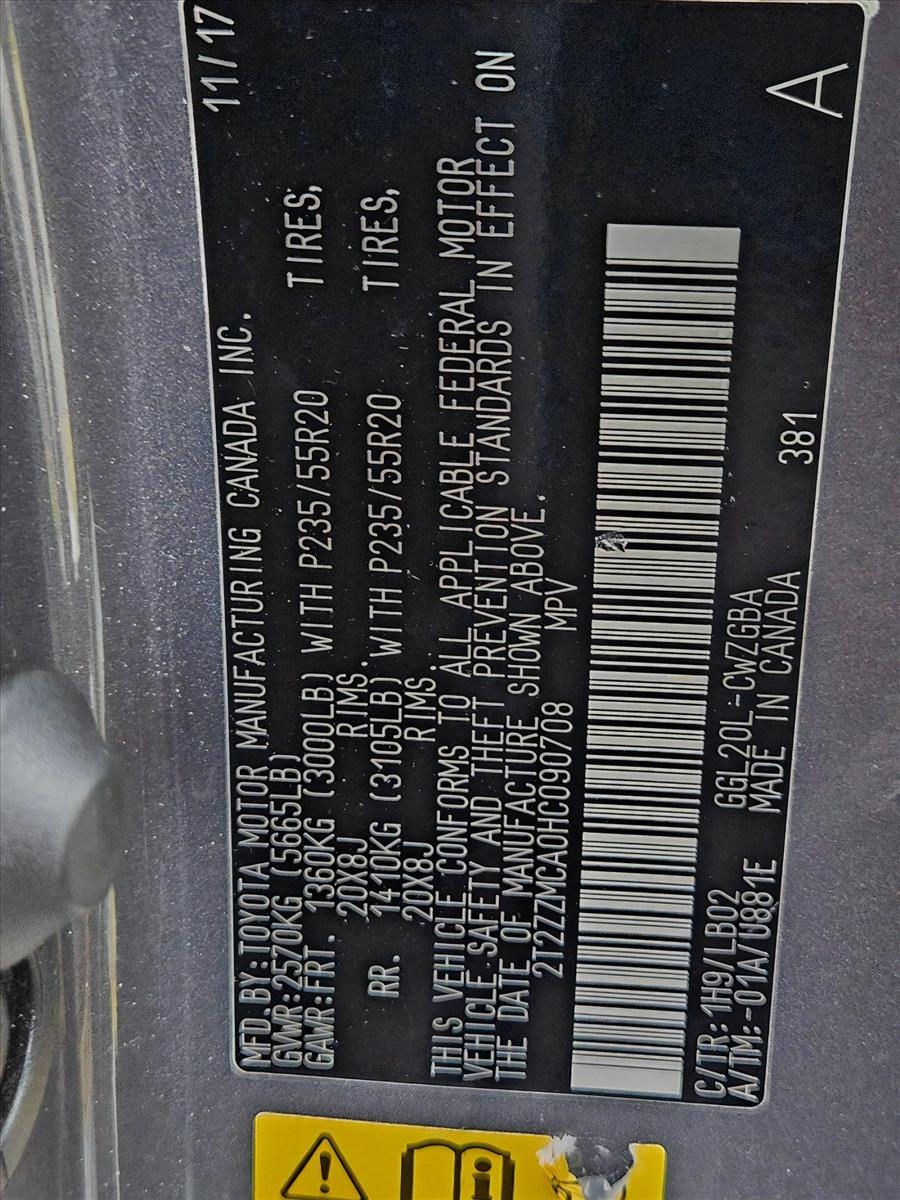 MFD. BY: TOYOTA MOTOR MANUFACTURING CANADA INC. 11/17
GVWR: 2570KG (5665LB)
GAWR: FRT. 1360KG (3000LB) WITH P235/55R20 TIRES,
20X8J RIMS.
RR. 1410KG (3105LB) WITH P235/55R20 TIRES,
20X8J RIMS.
THIS VEHICLE CONFORMS TO ALL APPLICABLE FEDERAL MOTOR
VEHICLE SAFETY AND THEFT PREVENTION STANDARDS IN EFFECT ON
THE DATE OF MANUFACTURE SHOWN ABOVE.
2T2ZZMCA0HC090708 MPV
C/TR: 1H9/LB02 GGL20L-CWZGBA
A/TM: -01A/U881E MADE IN CANADA 381
A